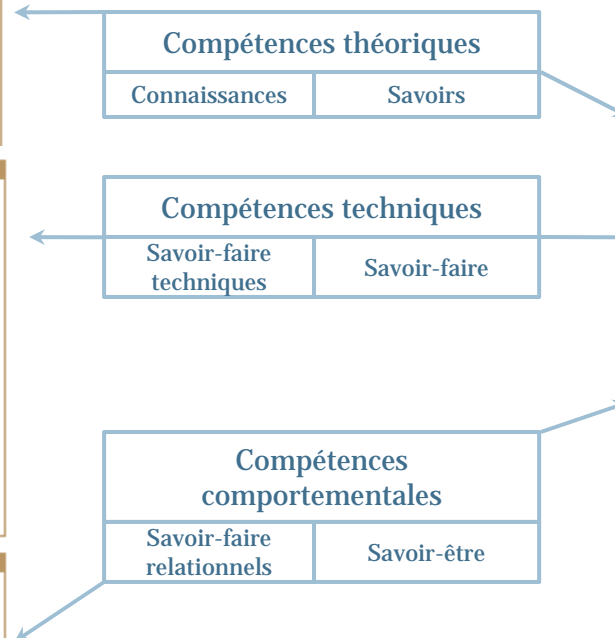 Compétences théoriques
Connaissances
Savoirs
Compétences techniques
Savoir-faire
techniques
Savoir-faire
Compétences
comportementales
Savoir-faire
relationnels
Savoir-être